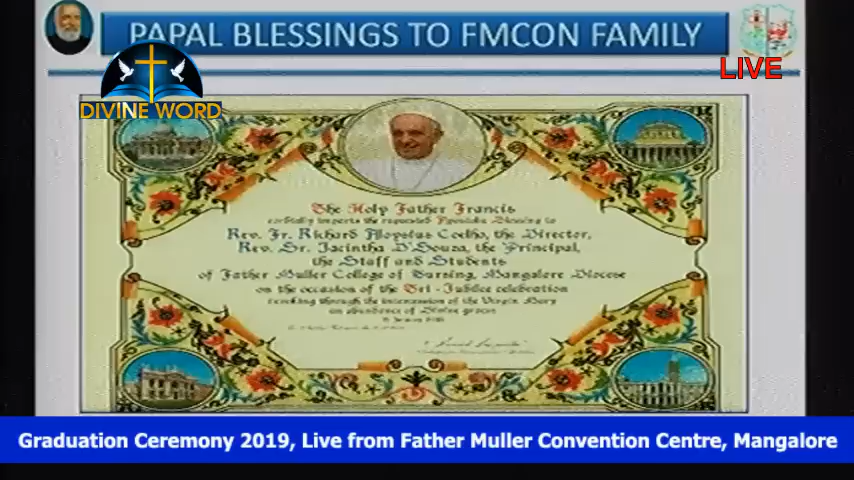 PAPAL BLESSINGS TO FMCON FAMILY
LIVE
DIVINE WORD
The Holy Father Francis
cordially imparts the requested Apostolic Blessing to
Rev. Fr. Richard Aloysius Coelho, the Director,
Rev. Sr. Jacintha D'Souza, the Principal,
the Staff and Students
of Father Muller College of Nursing, Mangalore Diocese
on the occasion of the Tri - Jubilee celebration
invoking through the intercession of the Virgin Mary
an abundance of Divine graces
Graduation Ceremony 2019, Live from Father Muller Convention Centre, Mangalore